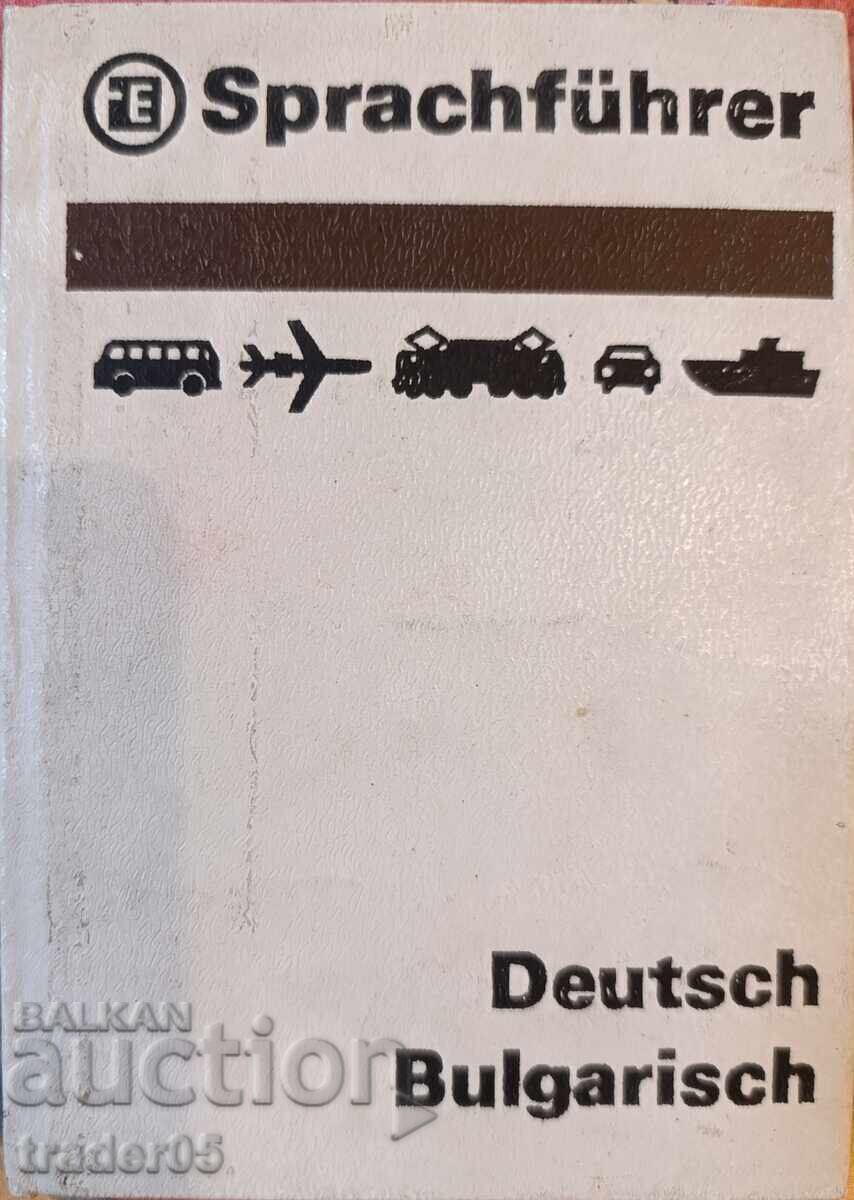 Sprachführer
Deutsch
Bulgarisch
BALKAN
auction
trader05